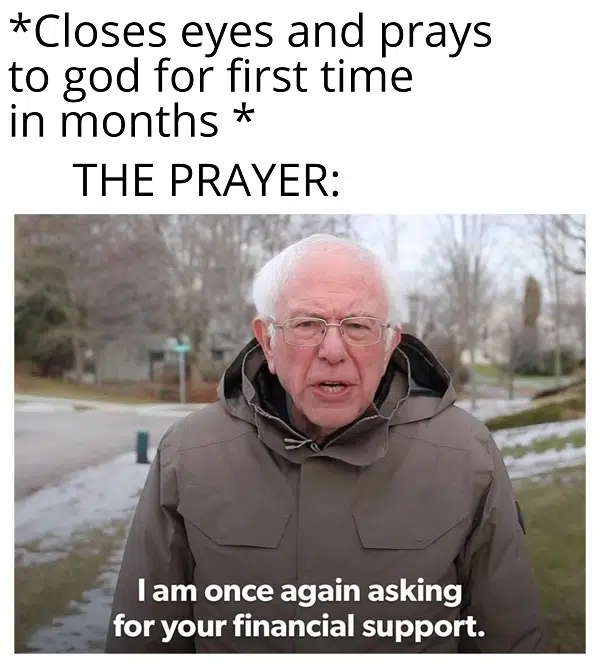 *Closes eyes and prays
to god for first time
in months *
THE PRAYER:
I am once again asking
for your financial support.